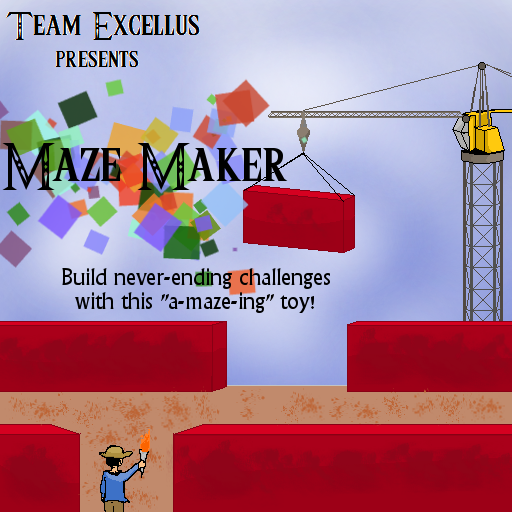 Team Excellus
presents
Maze Maker
Build never-ending challenges
with this "a-maze-ing" toy!